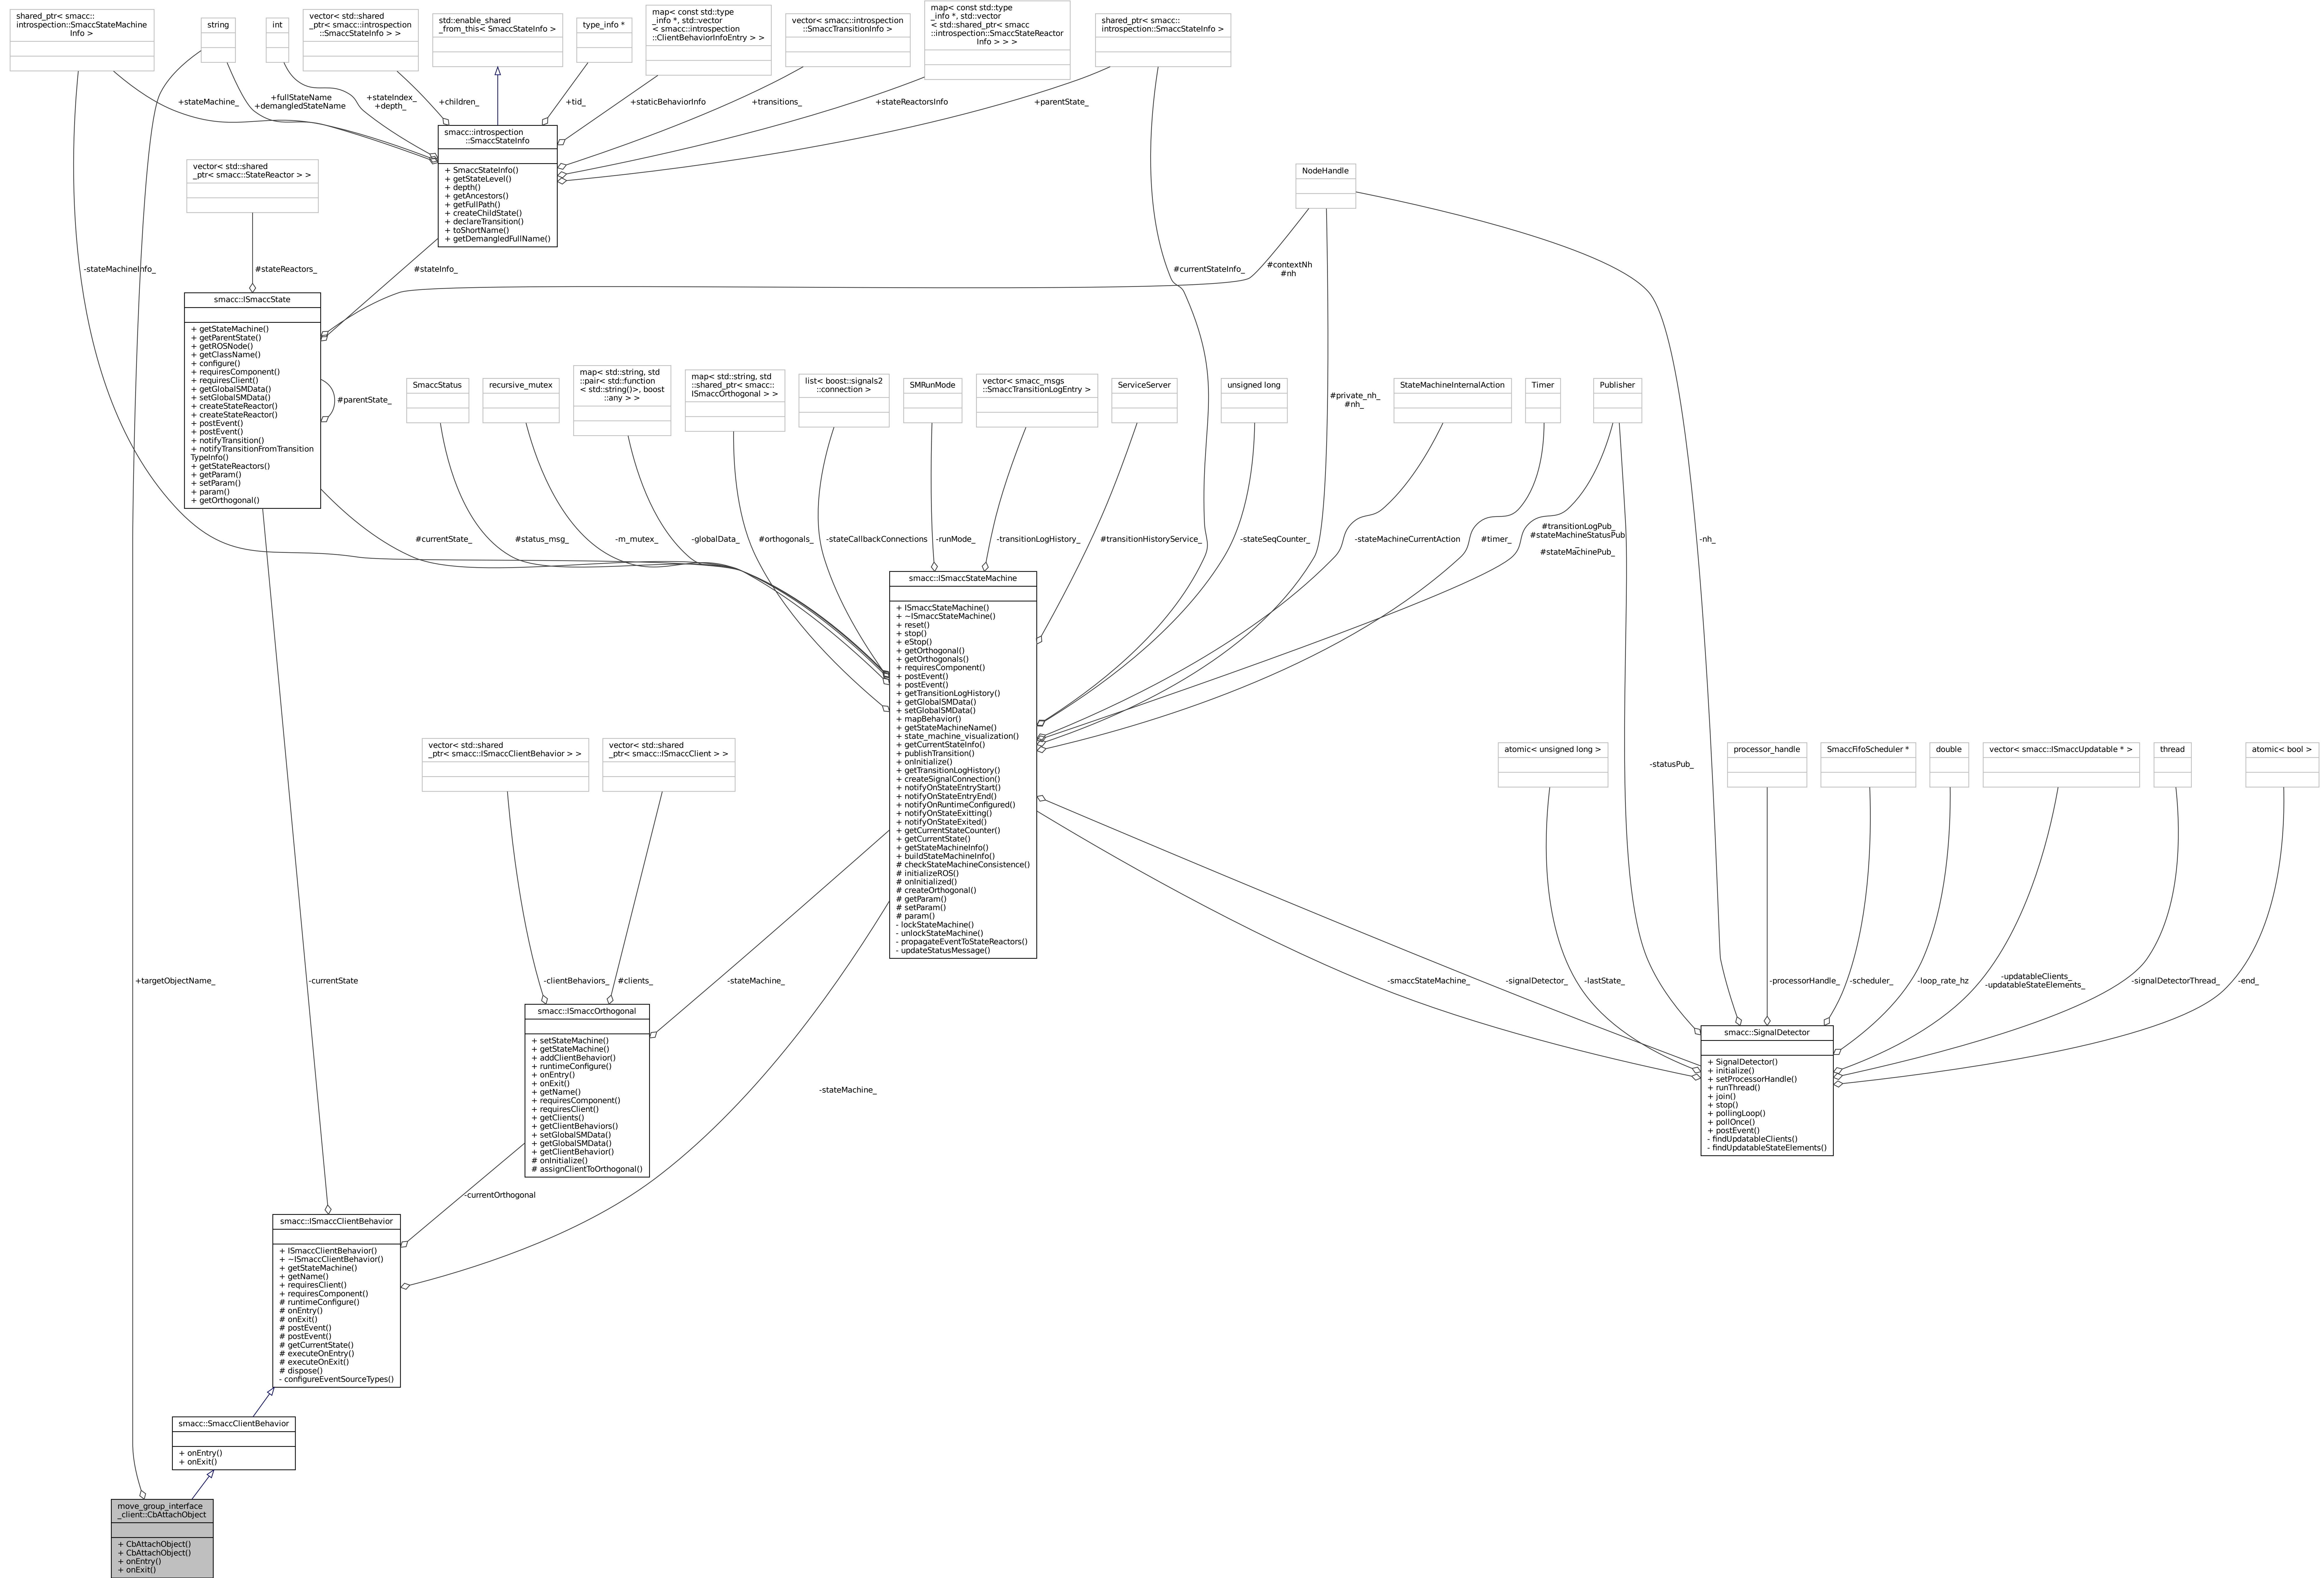 shared_ptr< smacc::
introspection::SmaccStateMachine
Info >
string
int
vector< std::shared
_ptr< smacc::introspection
::SmaccStateInfo > >
std::enable_shared
_from_this< SmaccStateInfo >
type_info *
map< const std::type
_info *, std::vector
< smacc::introspection
::ClientBehaviorInfoEntry > >
vector< smacc::introspection
::SmaccTransitionInfo >
map< const std::type
_info *, std::vector
< std::shared_ptr< smacc
::introspection::SmaccStateReactor
Info > > >
shared_ptr< smacc::
introspection::SmaccStateInfo >
+stateMachine_
+fullStateName
+demangledStateName
+stateIndex_
+depth_
+children_
+tid_
+staticBehaviorInfo
+transitions_
+stateReactorsInfo
+parentState_
smacc::introspection
::SmaccStateInfo
+ SmaccStateInfo()
+ getStateLevel()
+ depth()
+ getAncestors()
+ getFullPath()
+ createChildState()
+ declareTransition()
+ toShortName()
+ getDemangledFullName()
vector< std::shared
_ptr< smacc::StateReactor > >
NodeHandle
-stateMachineInfo_
#stateReactors_
#stateInfo_
#currentStateInfo_
#contextNh
#nh
smacc::ISmaccState
+ getStateMachine()
+ getParentState()
+ getROSNode()
+ getClassName()
+ configure()
+ requiresComponent()
+ requiresClient()
+ getGlobalSMData()
+ setGlobalSMData()
+ createStateReactor()
+ createStateReactor()
+ postEvent()
+ postEvent()
+ notifyTransition()
+ notifyTransitionFromTransition
TypeInfo()
+ getStateReactors()
+ getParam()
+ setParam()
+ param()
+ getOrthogonal()
#parentState_
SmaccStatus
recursive_mutex
map< std::string, std
::pair< std::function
< std::string()>, boost
::any > >
map< std::string, std
::shared_ptr< smacc::
ISmaccOrthogonal > >
list< boost::signals2
::connection >
SMRunMode
vector< smacc_msgs
::SmaccTransitionLogEntry >
ServiceServer
unsigned long
#private_nh_
#nh_
StateMachineInternalAction
Timer
Publisher
#currentState_
#status_msg_
-m_mutex_
-globalData_
#orthogonals_
-stateCallbackConnections
-runMode_
-transitionLogHistory_
#transitionHistoryService_
-stateSeqCounter_
-stateMachineCurrentAction
#timer_
#transitionLogPub_
#stateMachineStatusPub
_
#stateMachinePub_
-nh_
smacc::ISmaccStateMachine
+ ISmaccStateMachine()
+ ~ISmaccStateMachine()
+ reset()
+ stop()
+ eStop()
+ getOrthogonal()
+ getOrthogonals()
+ requiresComponent()
+ postEvent()
+ postEvent()
+ getTransitionLogHistory()
+ getGlobalSMData()
+ setGlobalSMData()
+ mapBehavior()
+ getStateMachineName()
+ state_machine_visualization()
+ getCurrentStateInfo()
+ publishTransition()
+ onInitialize()
+ getTransitionLogHistory()
+ createSignalConnection()
+ notifyOnStateEntryStart()
+ notifyOnStateEntryEnd()
+ notifyOnRuntimeConfigured()
+ notifyOnStateExitting()
+ notifyOnStateExited()
+ getCurrentStateCounter()
+ getCurrentState()
+ getStateMachineInfo()
+ buildStateMachineInfo()
# checkStateMachineConsistence()
# initializeROS()
# onInitialized()
# createOrthogonal()
# getParam()
# setParam()
# param()
- lockStateMachine()
- unlockStateMachine()
- propagateEventToStateReactors()
- updateStatusMessage()
vector< std::shared
_ptr< smacc::ISmaccClientBehavior > >
vector< std::shared
_ptr< smacc::ISmaccClient > >
atomic< unsigned long >
-statusPub_
processor_handle
SmaccFifoScheduler *
double
vector< smacc::ISmaccUpdatable * >
thread
atomic< bool >
+targetObjectName_
-currentState
-clientBehaviors_
#clients_
-stateMachine_
-smaccStateMachine_
-signalDetector_
-lastState_
-processorHandle_
-scheduler_
-loop_rate_hz
-updatableClients_
-updatableStateElements_
-signalDetectorThread_
-end_
smacc::ISmaccOrthogonal
+ setStateMachine()
+ getStateMachine()
+ addClientBehavior()
+ runtimeConfigure()
+ onEntry()
+ onExit()
+ getName()
+ requiresComponent()
+ requiresClient()
+ getClients()
+ getClientBehaviors()
+ setGlobalSMData()
+ getGlobalSMData()
+ getClientBehavior()
# onInitialize()
# assignClientToOrthogonal()
smacc::SignalDetector
+ SignalDetector()
+ initialize()
+ setProcessorHandle()
+ runThread()
+ join()
+ stop()
+ pollingLoop()
+ pollOnce()
+ postEvent()
- findUpdatableClients()
- findUpdatableStateElements()
-stateMachine_
-currentOrthogonal
smacc::ISmaccClientBehavior
+ ISmaccClientBehavior()
+ ~ISmaccClientBehavior()
+ getStateMachine()
+ getName()
+ requiresClient()
+ requiresComponent()
# runtimeConfigure()
# onEntry()
# onExit()
# postEvent()
# postEvent()
# getCurrentState()
# executeOnEntry()
# executeOnExit()
# dispose()
- configureEventSourceTypes()
smacc::SmaccClientBehavior
+ onEntry()
+ onExit()
move_group_interface
_client::CbAttachObject
+ CbAttachObject()
+ CbAttachObject()
+ onEntry()
+ onExit()